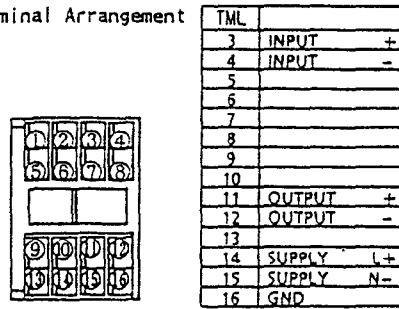 minal Arrangement
TML
3 INPUT +
4 INPUT -
5
6
7
8
9
10
11 OUTPUT +
12 OUTPUT -
13
14 SUPPLY L+
15 SUPPLY N-
16 GND
1 2 3 4
5 6 7 8
9 10 11 12
13 14 15 16